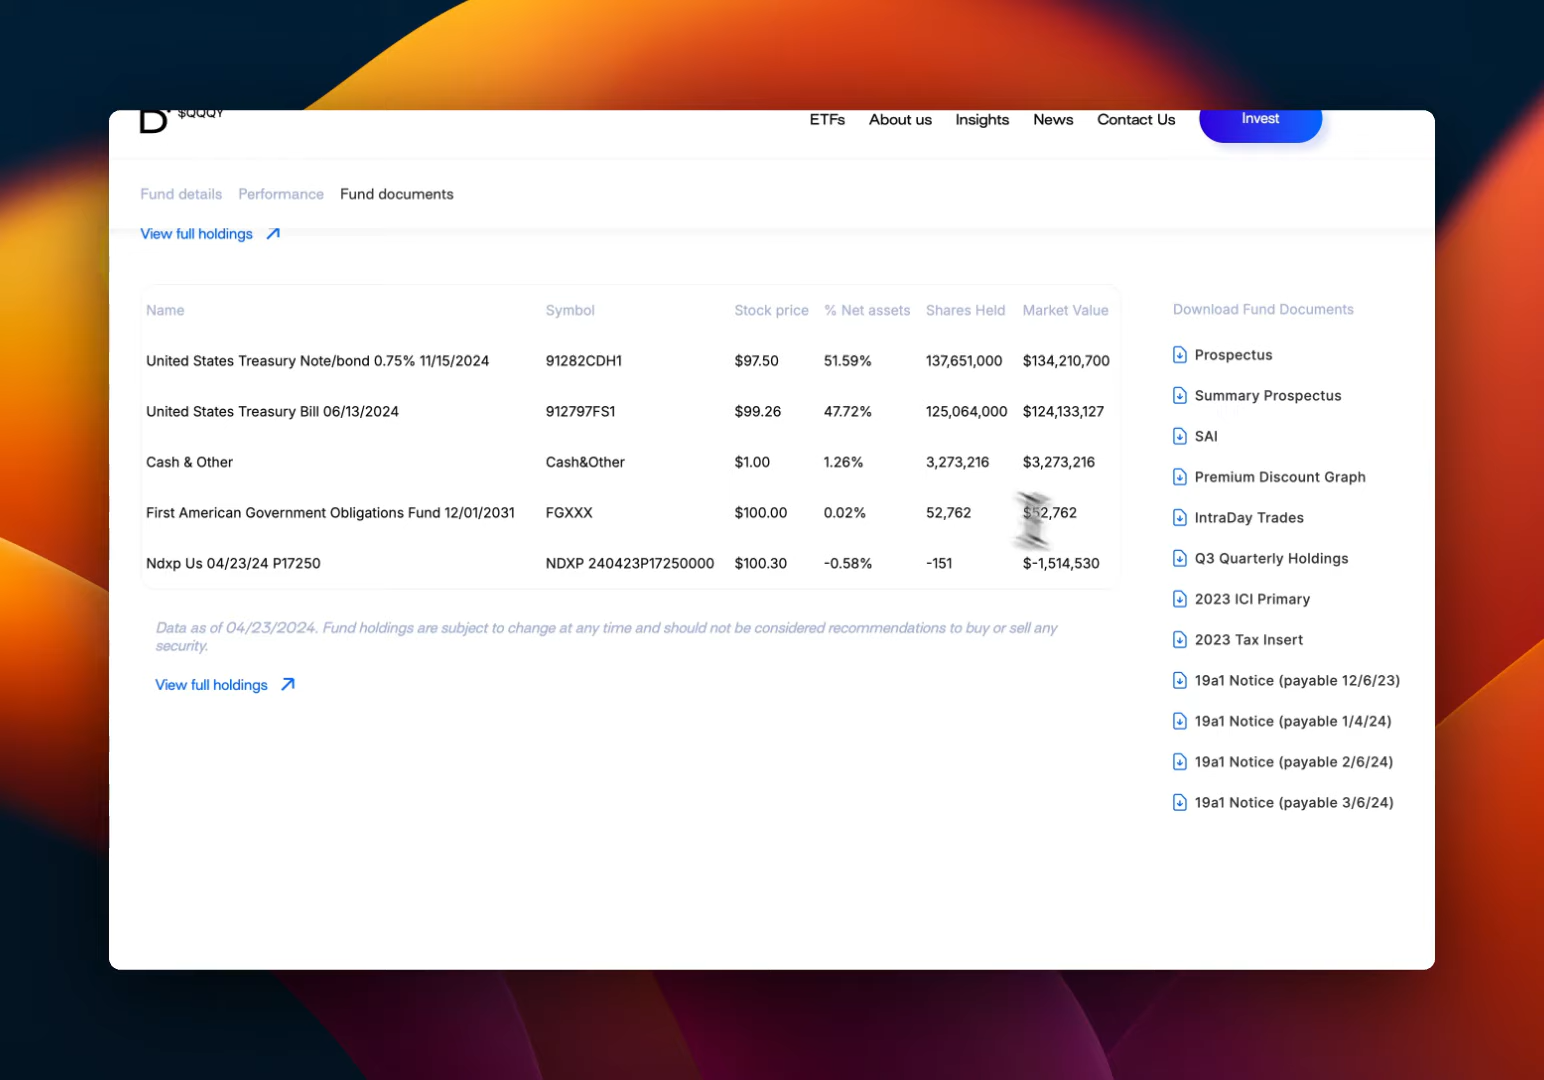 D $QQQY
ETFs About us Insights News Contact Us Invest
Fund details Performance Fund documents
View full holdings
Name Symbol Stock price % Net assets Shares Held Market Value
United States Treasury Note/bond 0.75% 11/15/2024 91282CDH1 $97.50 51.59% 137,651,000 $134,210,700
United States Treasury Bill 06/13/2024 912797FS1 $99.26 47.72% 125,064,000 $124,133,127
Cash & Other Cash&Other $1.00 1.26% 3,273,216 $3,273,216
First American Government Obligations Fund 12/01/2031 FGXXX $100.00 0.02% 52,762 $52,762
Ndxp Us 04/23/24 P17250 NDXP 240423P17250000 $100.30 -0.58% -151 $-1,514,530
Data as of 04/23/2024. Fund holdings are subject to change at any time and should not be considered recommendations to buy or sell any
security.
View full holdings
Download Fund Documents
Prospectus
Summary Prospectus
SAI
Premium Discount Graph
IntraDay Trades
Q3 Quarterly Holdings
2023 ICI Primary
2023 Tax Insert
19a1 Notice (payable 12/6/23)
19a1 Notice (payable 1/4/24)
19a1 Notice (payable 2/6/24)
19a1 Notice (payable 3/6/24)